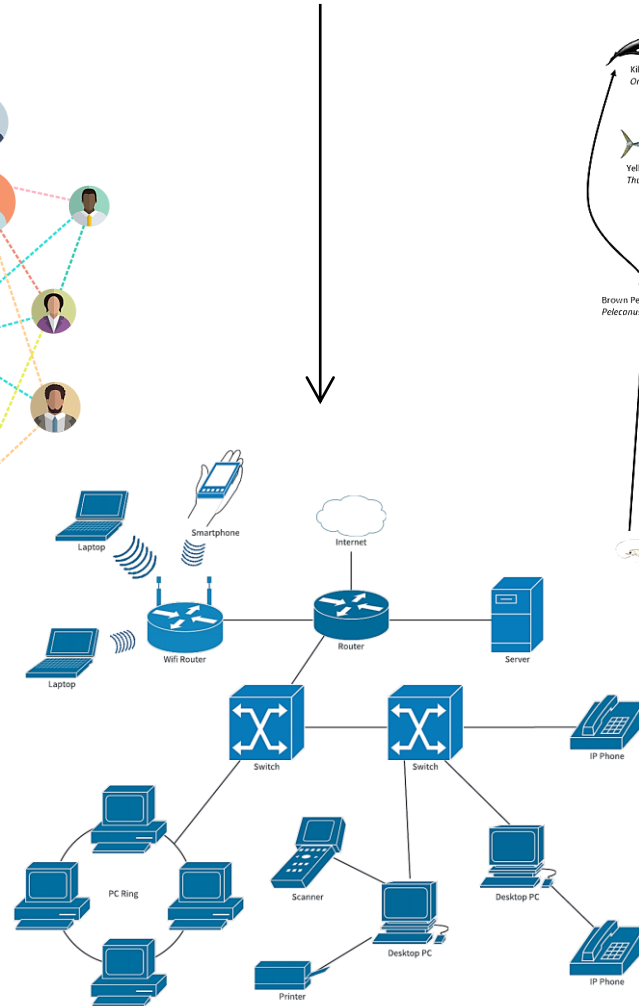 Brown Pe
Pelecanus
Smartphone
Laptop
Internet
Wifi Router
Router
Server
Laptop
Switch
Switch
IP Phone
PC Ring
Scanner
Desktop PC
Desktop PC
Printer
IP Phone